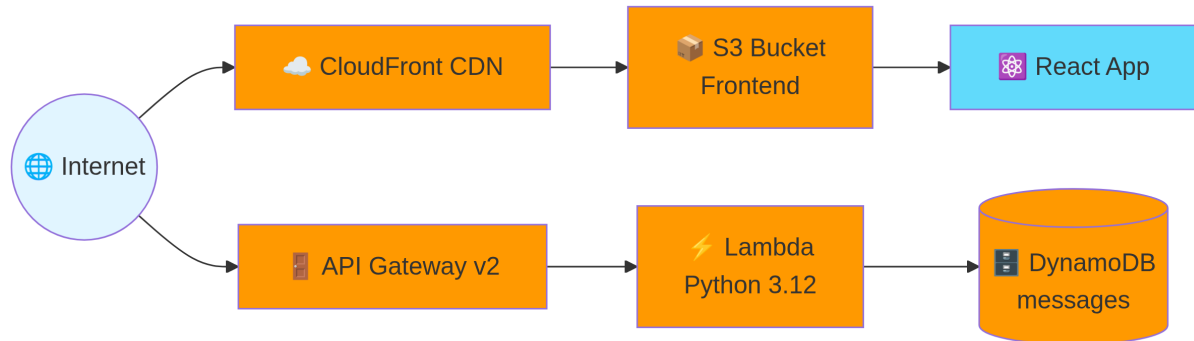 ☁️ CloudFront CDN
📦 S3 Bucket
Frontend
⚛️ React App
🌐 Internet
🚪 API Gateway v2
⚡ Lambda
Python 3.12
🗄️ DynamoDB
messages